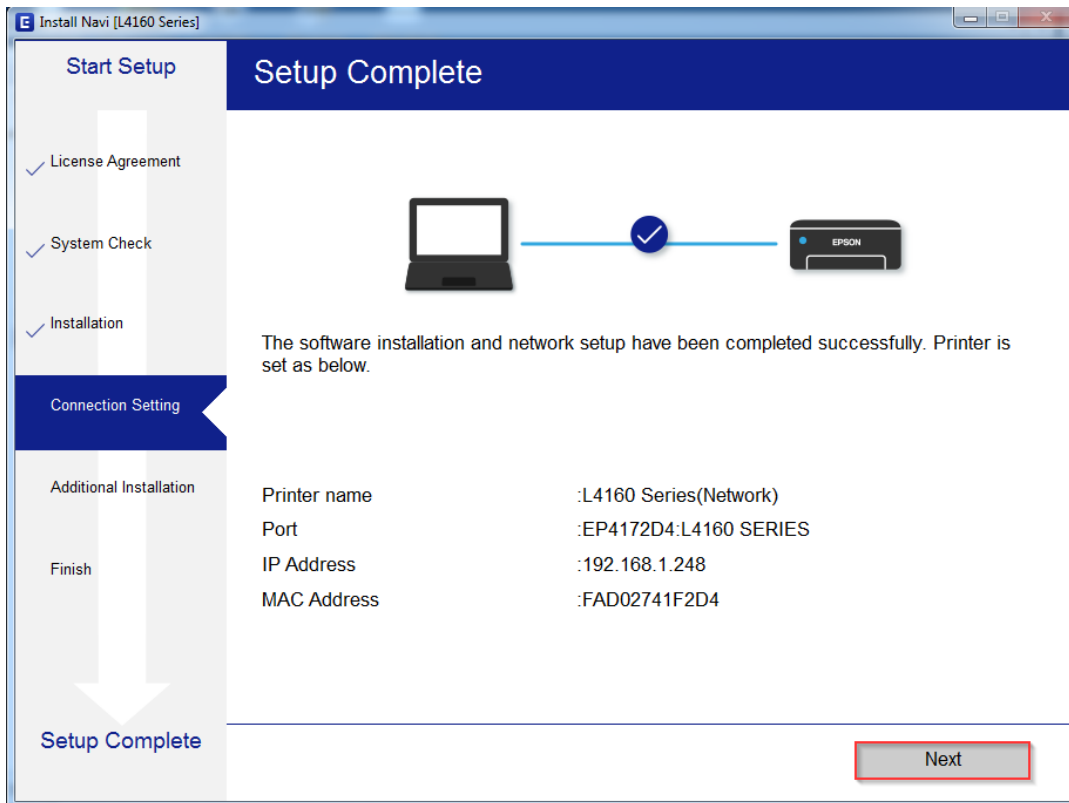 Install Navi [L4160 Series]
Start Setup
License Agreement
System Check
Installation
Connection Setting
Additional Installation
Finish
Setup Complete
Setup Complete
EPSON
The software installation and network setup have been completed successfully. Printer is
set as below.
Printer name :L4160 Series(Network)
Port :EP4172D4:L4160 SERIES
IP Address :192.168.1.248
MAC Address :FAD02741F2D4
Next